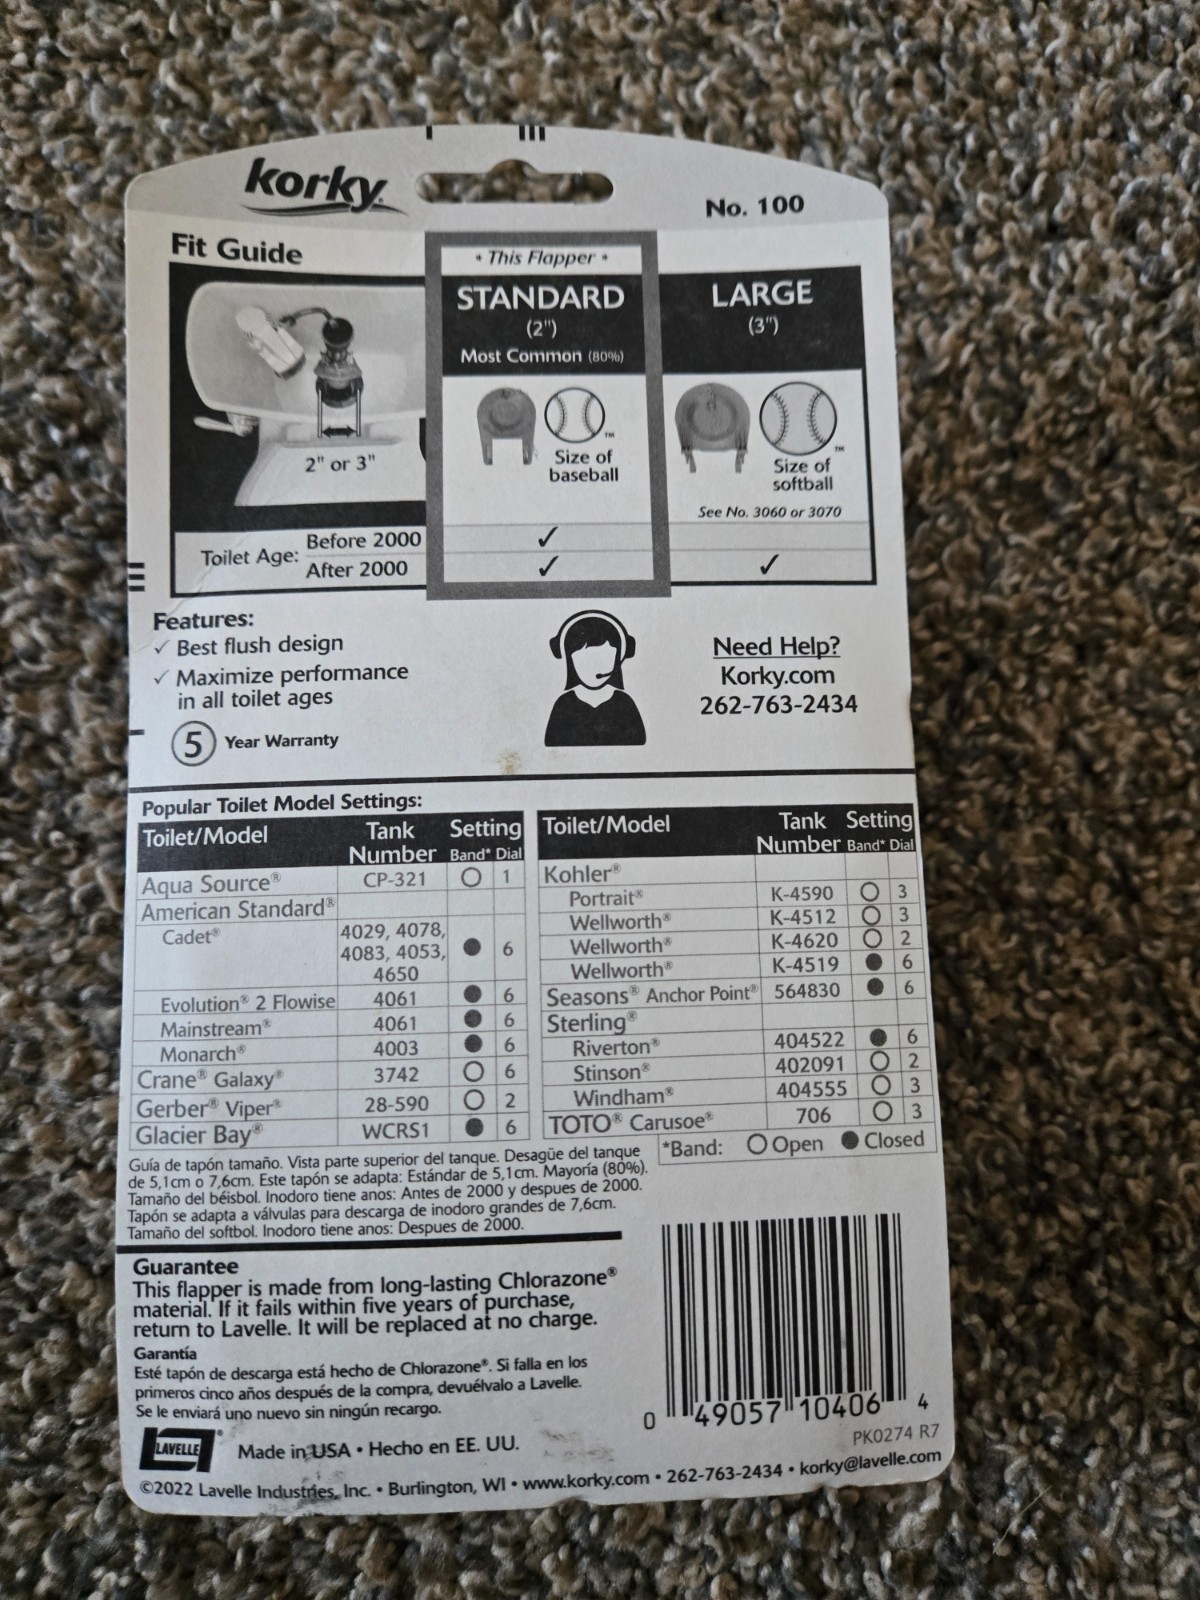 korky®
No. 100
Fit Guide
• This Flapper •
STANDARD
(2")
Most Common (80%)
LARGE
(3")
2" or 3"
Size of
baseball
™
Size of
softball
™
See No. 3060 or 3070
Toilet Age:
Before 2000 ✓
After 2000 ✓ ✓
Features:
✓ Best flush design
✓ Maximize performance
in all toilet ages
5 Year Warranty
Need Help?
Korky.com
262-763-2434
Popular Toilet Model Settings:
Toilet/Model Tank Number Setting Band* Dial
Aqua Source® CP-321 ○ 1
American Standard®
Cadet® 4029, 4078, 4083, 4053, 4650 ● 6
Evolution® 2 Flowise 4061 ● 6
Mainstream® 4061 ● 6
Monarch® 4003 ● 6
Crane® Galaxy® 3742 ○ 6
Gerber® Viper® 28-590 ○ 2
Glacier Bay® WCRS1 ● 6
Toilet/Model Tank Number Setting Band* Dial
Kohler®
Portrait® K-4590 ○ 3
Wellworth® K-4512 ○ 3
Wellworth® K-4620 ○ 2
Wellworth® K-4519 ● 6
Seasons® Anchor Point® 564830 ● 6
Sterling®
Riverton® 404522 ● 6
Stinson® 402091 ○ 2
Windham® 404555 ○ 3
TOTO® Carusoe® 706 ○ 3
*Band: ○ Open ● Closed
Guía de tapón tamaño. Vista parte superior del tanque. Desagüe del tanque
de 5,1cm o 7,6cm. Este tapón se adapta: Estándar de 5,1cm. Mayoría (80%).
Tamaño del béisbol. Inodoro tiene anos: Antes de 2000 y despues de 2000.
Tapón se adapta a válvulas para descarga de inodoro grandes de 7,6cm.
Tamaño del softbol. Inodoro tiene anos: Despues de 2000.
Guarantee
This flapper is made from long-lasting Chlorazone®
material. If it fails within five years of purchase,
return to Lavelle. It will be replaced at no charge.
Garantía
Esté tapón de descarga está hecho de Chlorazone®. Si falla en los
primeros cinco años después de la compra, devuélvalo a Lavelle.
Se le enviará uno nuevo sin ningún recargo.
LAVELLE®
Made in USA • Hecho en EE. UU.
0 49057 10406 4
PK0274 R7
©2022 Lavelle Industries, Inc. • Burlington, WI • www.korky.com • 262-763-2434 • korky@lavelle.com